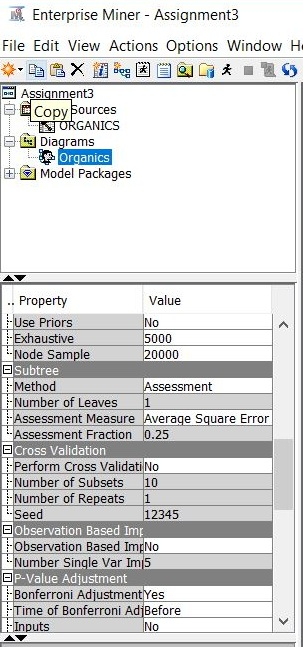 Enterprise Miner - Assignment3
File Edit View Actions Options Window
Assignment3
Sources
Copy
ORGANICS
Diagrams
Organics
Model Packages
.. Property Value
Use Priors No
Exhaustive 5000
Node Sample 20000
Subtree
Method Assessment
Number of Leaves 1
Assessment Measure Average Square Error
Assessment Fraction 0.25
Cross Validation
Perform Cross Validati No
Number of Subsets 10
Number of Repeats 1
Seed 12345
Observation Based Imp
Observation Based Imp No
Number Single Var Imp 5
P-Value Adjustment
Bonferroni Adjustment Yes
Time of Bonferroni Adj Before
Inputs No